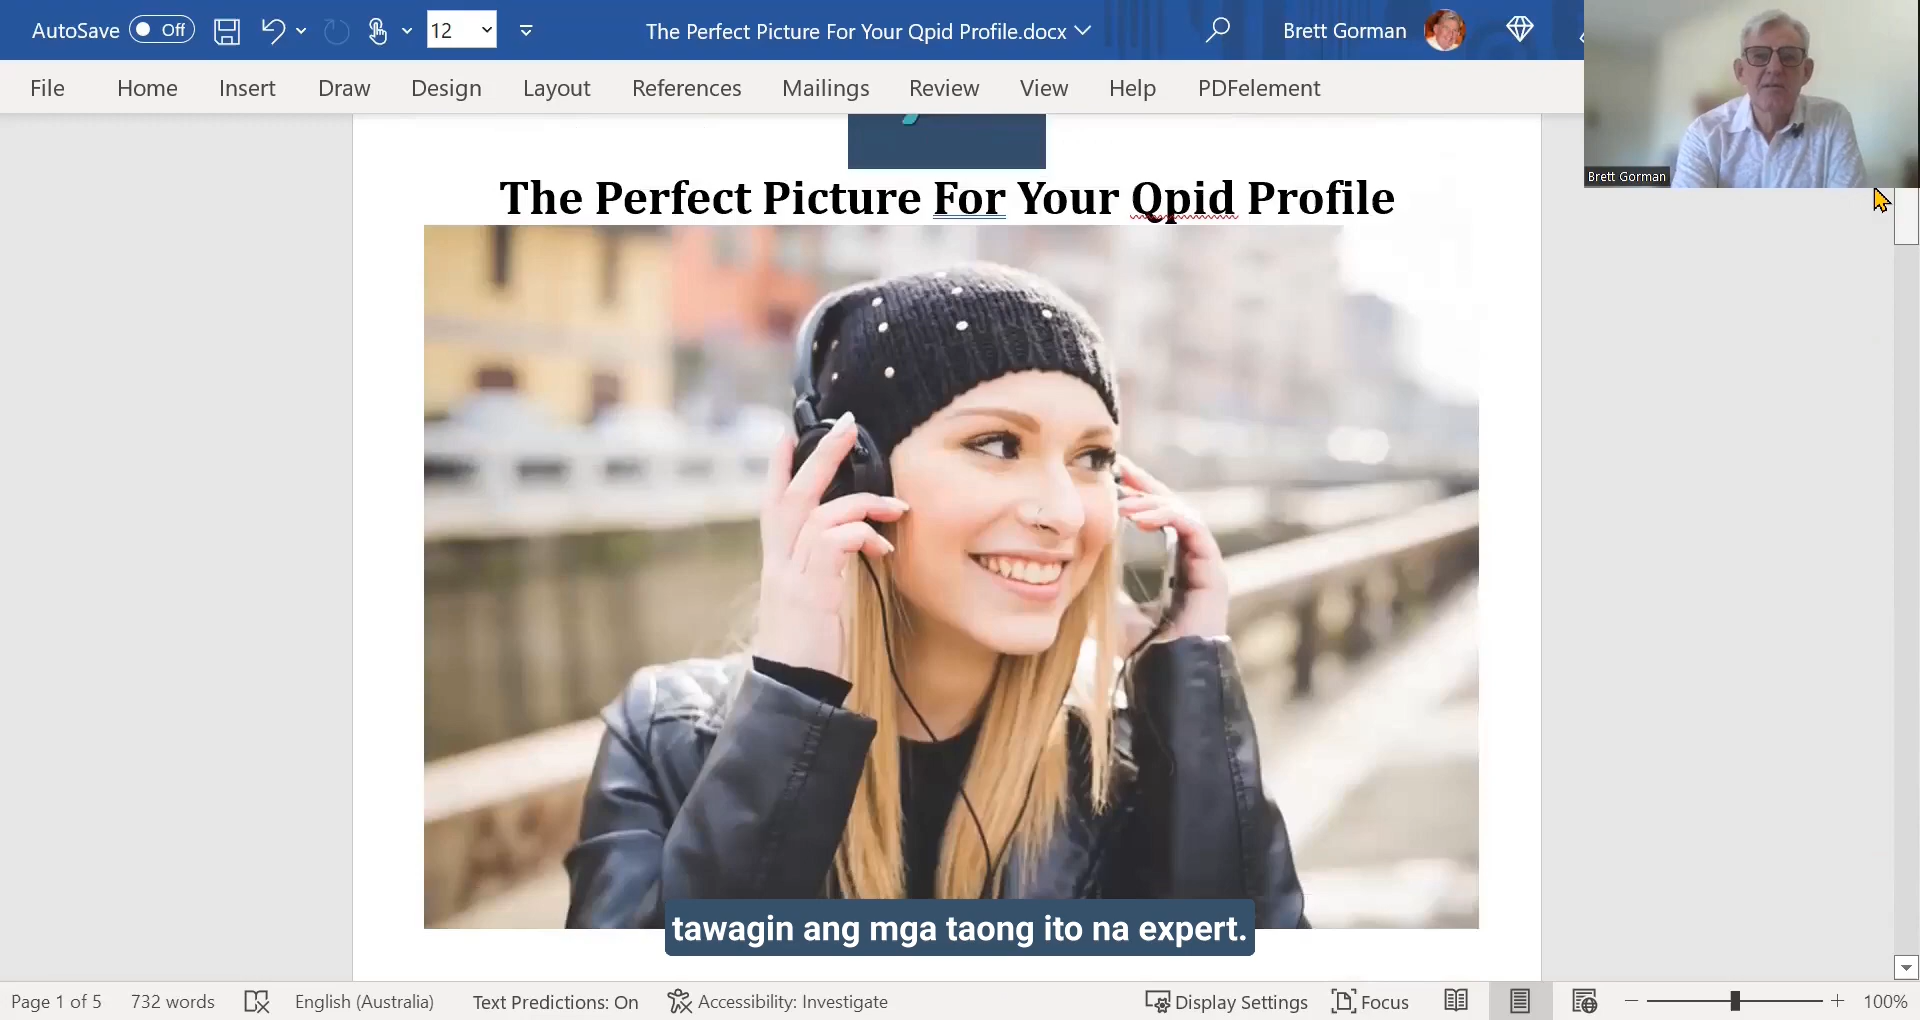 AutoSave Off 12 The Perfect Picture For Your Qpid Profile.docx Brett Gorman
File Home Insert Draw Design Layout References Mailings Review View Help PDFelement
Brett Gorman
The Perfect Picture For Your Qpid Profile
tawagin ang mga taong ito na expert.
Page 1 of 5 732 words English (Australia) Text Predictions: On Accessibility: Investigate Display Settings Focus 100%